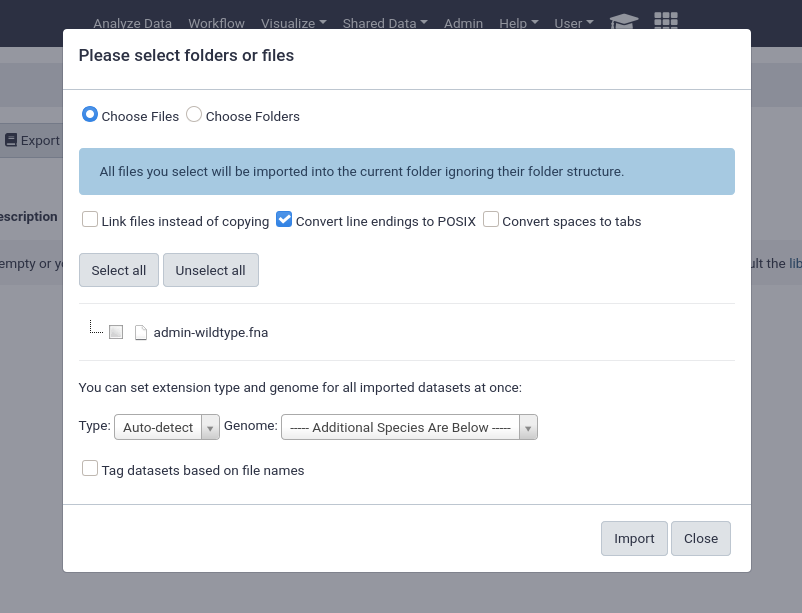 Analyze Data Workflow Visualize Shared Data Admin Help User
Please select folders or files
Choose Files Choose Folders
Export
All files you select will be imported into the current folder ignoring their folder structure.
escription
Link files instead of copying Convert line endings to POSIX Convert spaces to tabs
empty or y
ult the lib
Select all Unselect all
admin-wildtype.fna
You can set extension type and genome for all imported datasets at once:
Type: Auto-detect Genome: ----- Additional Species Are Below -----
Tag datasets based on file names
Import Close